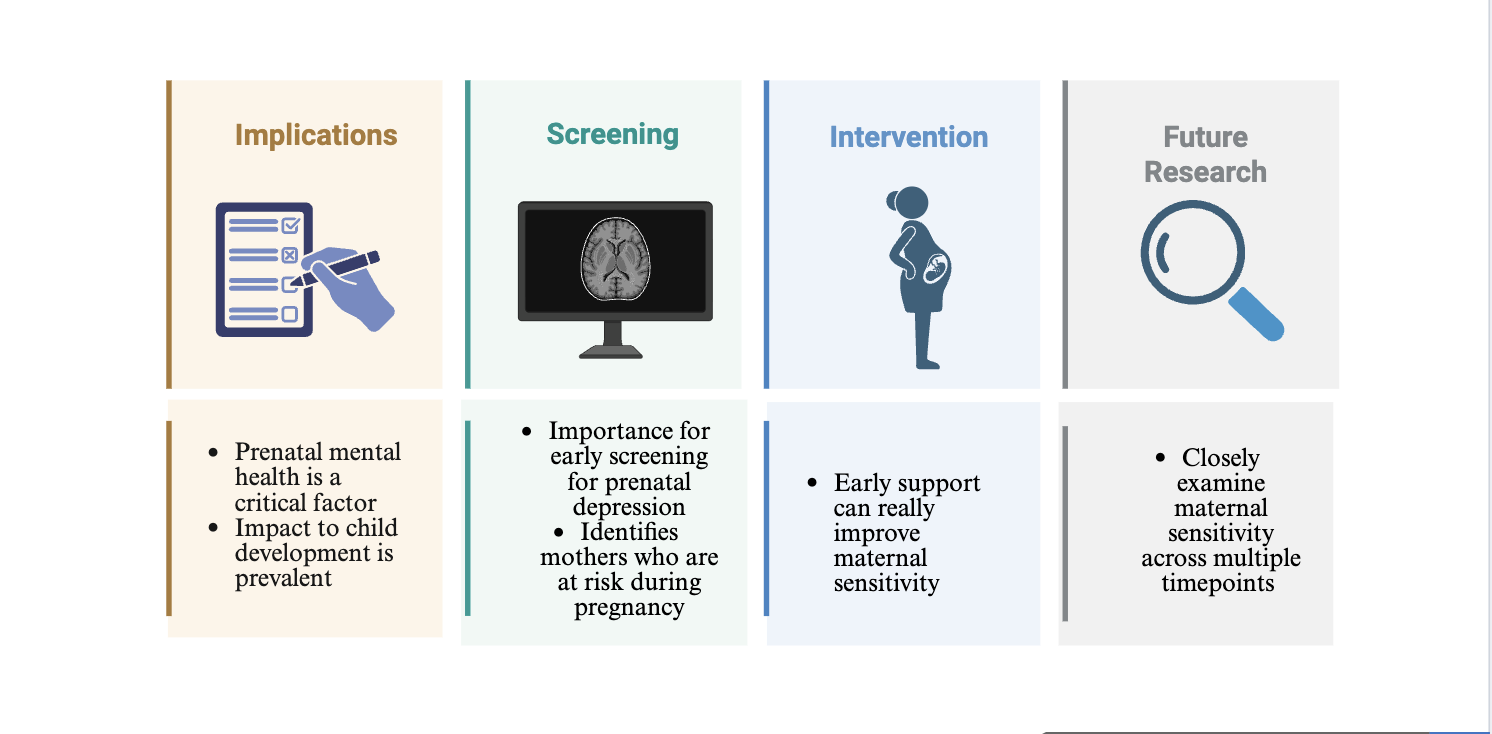 Implications
Screening
Intervention
Future
Research
• Prenatal mental
health is a
critical factor
• Impact to child
development is
prevalent
• Importance for
early screening
for prenatal
depression
• Identifies
mothers who are
at risk during
pregnancy
• Early support
can really
improve
maternal
sensitivity
• Closely
examine
maternal
sensitivity
across multiple
timepoints